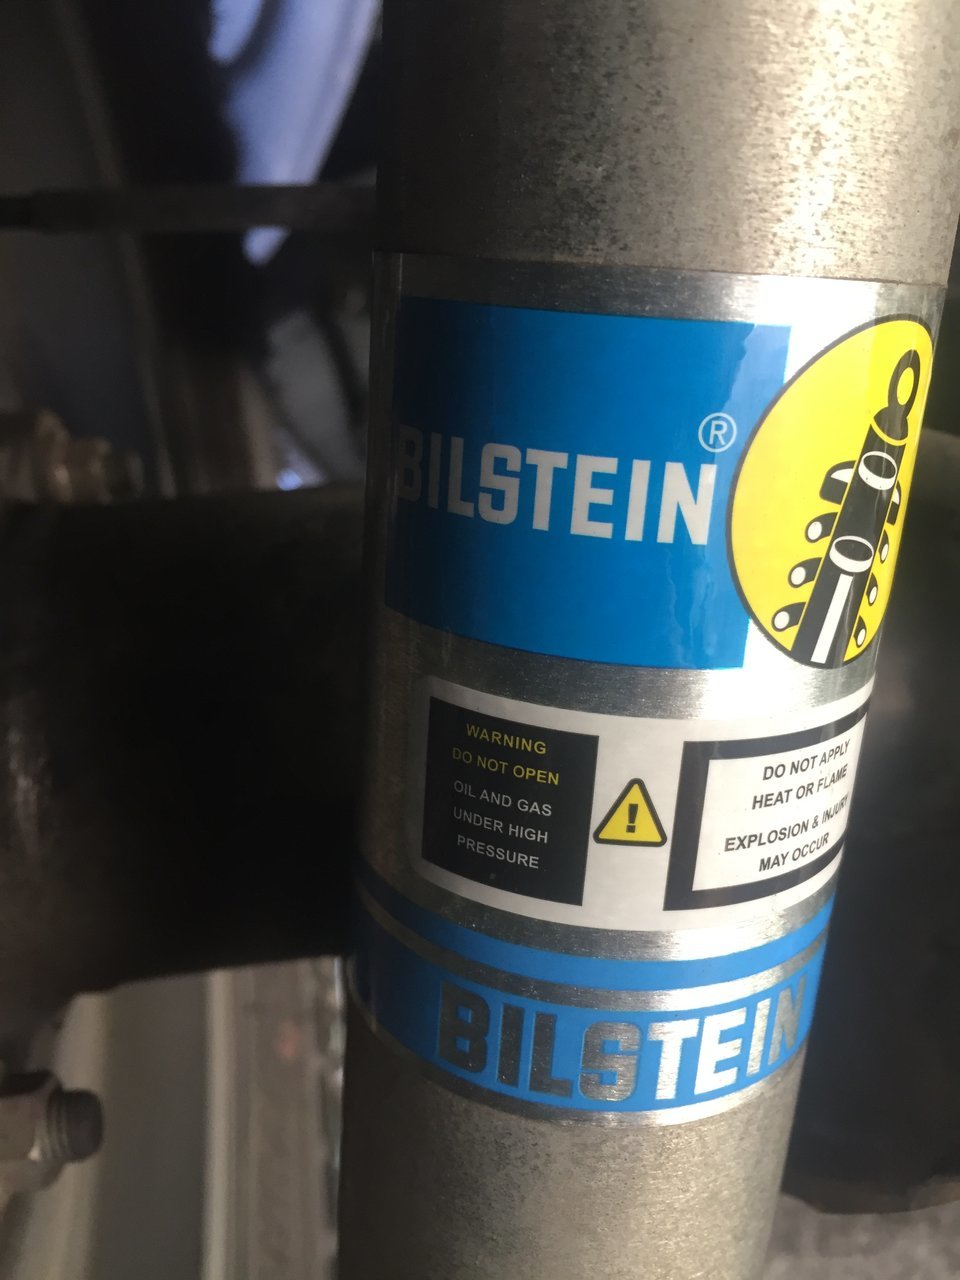 BILSTEIN®
WARNING
DO NOT OPEN
OIL AND GAS
UNDER HIGH
PRESSURE
!
DO NOT APPLY
HEAT OR FLAME
EXPLOSION & INJURY
MAY OCCUR
BILSTEIN